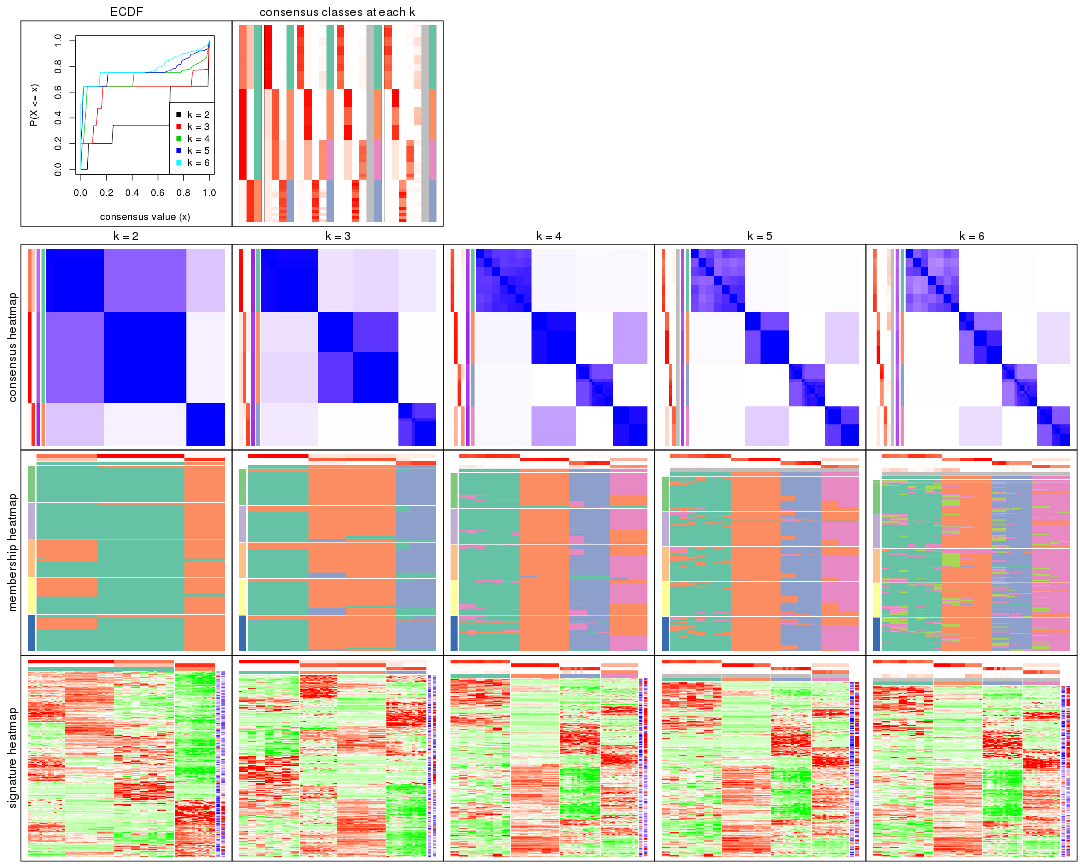 ECDF
consensus classes at each k
P(X <= x)
0.0 0.2 0.4 0.6 0.8 1.0
k = 2
k = 3
k = 4
k = 5
k = 6
0.0 0.2 0.4 0.6 0.8 1.0
consensus value (x)
k = 2
k = 3
k = 4
k = 5
k = 6
consensus heatmap
membership heatmap
signature heatmap